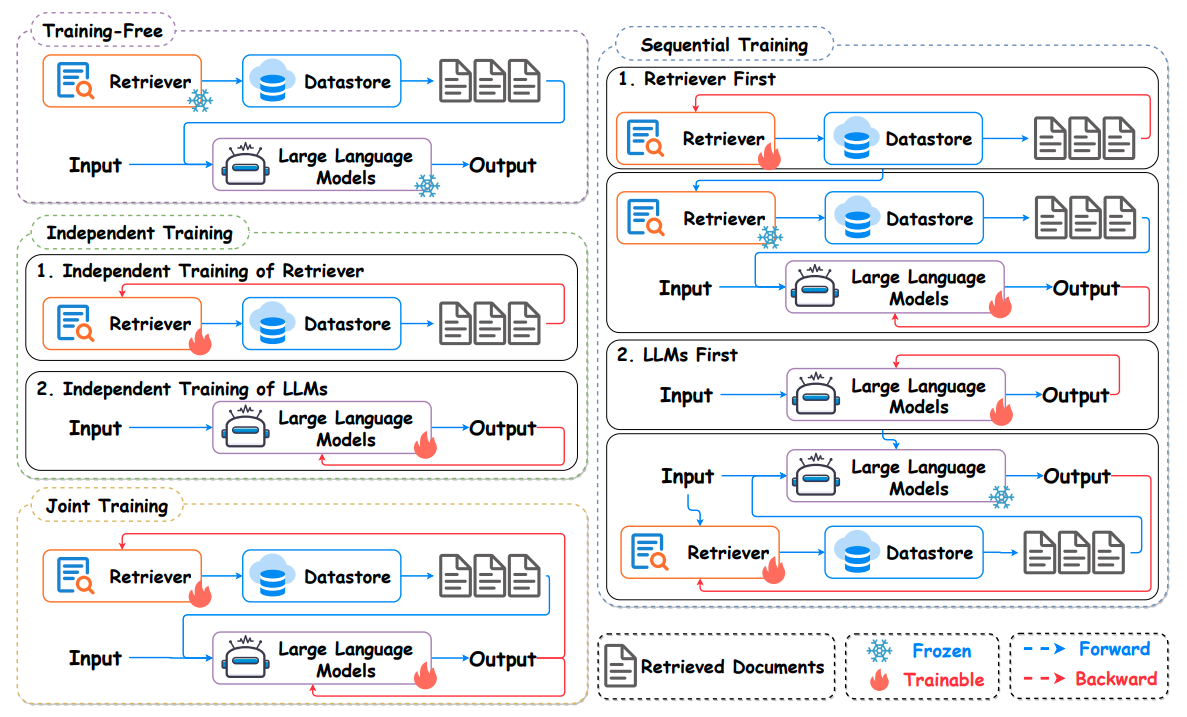 Training-Free
Retriever
Datastore
Input
Large Language
Models
Output
Independent Training
1. Independent Training of Retriever
Retriever
Datastore
2. Independent Training of LLMs
Input
Large Language
Models
Output
Joint Training
Retriever
Datastore
Input
Large Language
Models
Output
Sequential Training
1. Retriever First
Retriever
Datastore
Retriever
Datastore
Input
Large Language
Models
Output
2. LLMs First
Input
Large Language
Models
Output
Input
Large Language
Models
Output
Retriever
Datastore
Retrieved Documents
Frozen
Trainable
Forward
Backward